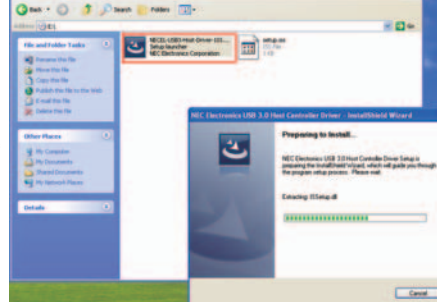 Back
Search
Folders
Address
Go
File and Folder Tasks
Rename this file
Move this file
Copy this file
Publish this file to the Web
E-mail this file
Delete this file
Other Places
My Computer
My Documents
Shared Documents
My Network Places
Details
Setup launcher
NEC Electronics Corporation
setup.iss
1 KB
NEC Electronics USB 3.0 Host Controller Driver - InstallShield Wizard
Preparing to Install...
NEC Electronics USB 3.0 Host Controller Driver Setup is
preparing the InstallShield Wizard, which will guide you through
the program setup process. Please wait.
Extracting: ISSetup.dll
Cancel